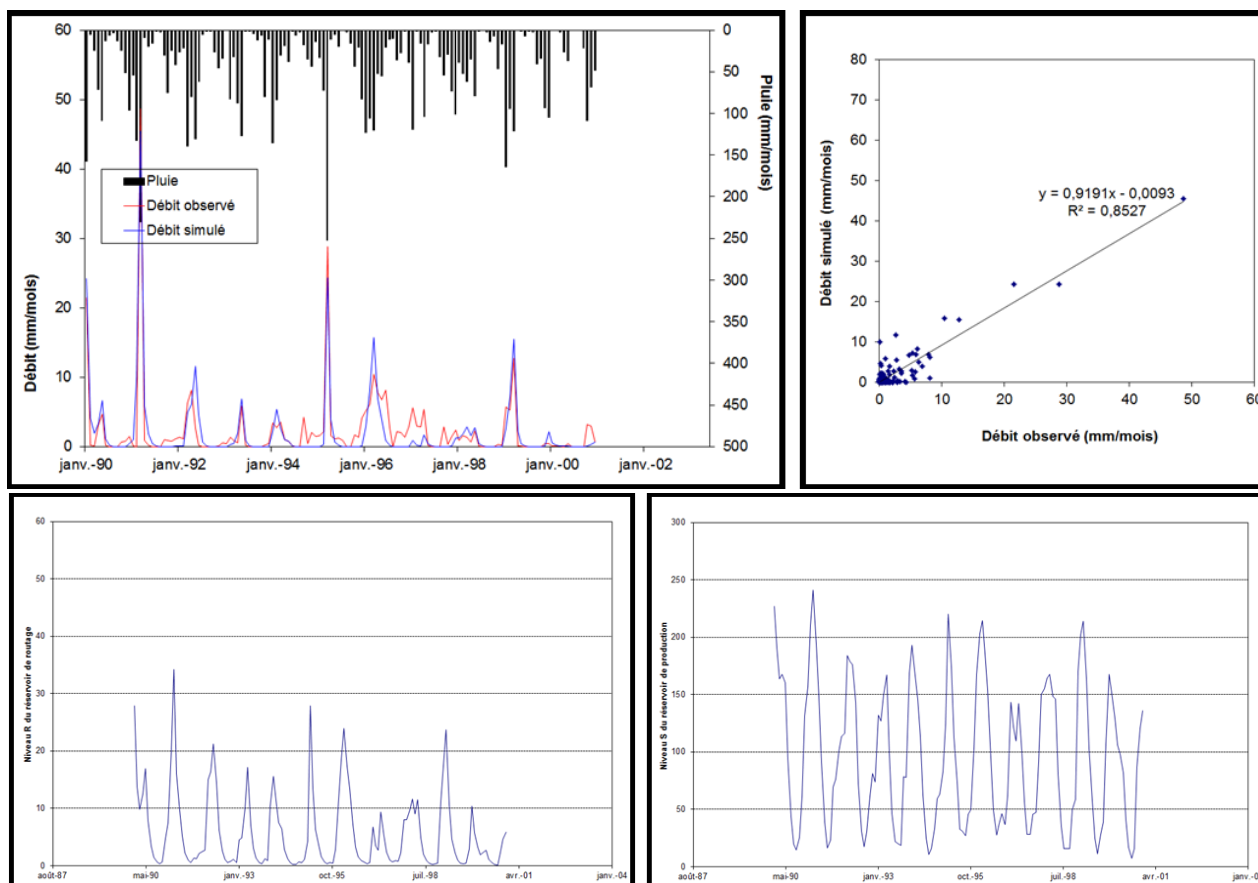 60
50
40
30
20
10
0
Débit (mm/mois)
0
50
100
150
200
250
300
350
400
450
500
Pluie (mm/mois)
Pluie
Débit observé
Débit simulé
janv.-90
janv.-92
janv.-94
janv.-96
janv.-98
janv.-00
janv.-02
80
70
60
50
40
30
20
10
0
Débit simulé (mm/mois)
y = 0,9191x - 0,0093
R² = 0,8527
0
10
20
30
40
50
60
Débit observé (mm/mois)
60
50
40
30
20
10
0
Niveau R du réservoir de routage
août-87
mai-90
janv.-93
oct.-95
juil.-98
avr.-01
janv.-04
300
250
200
150
100
50
0
Niveau S du réservoir de production
août-87
mai-90
janv.-93
oct.-95
juil.-98
avr.-01